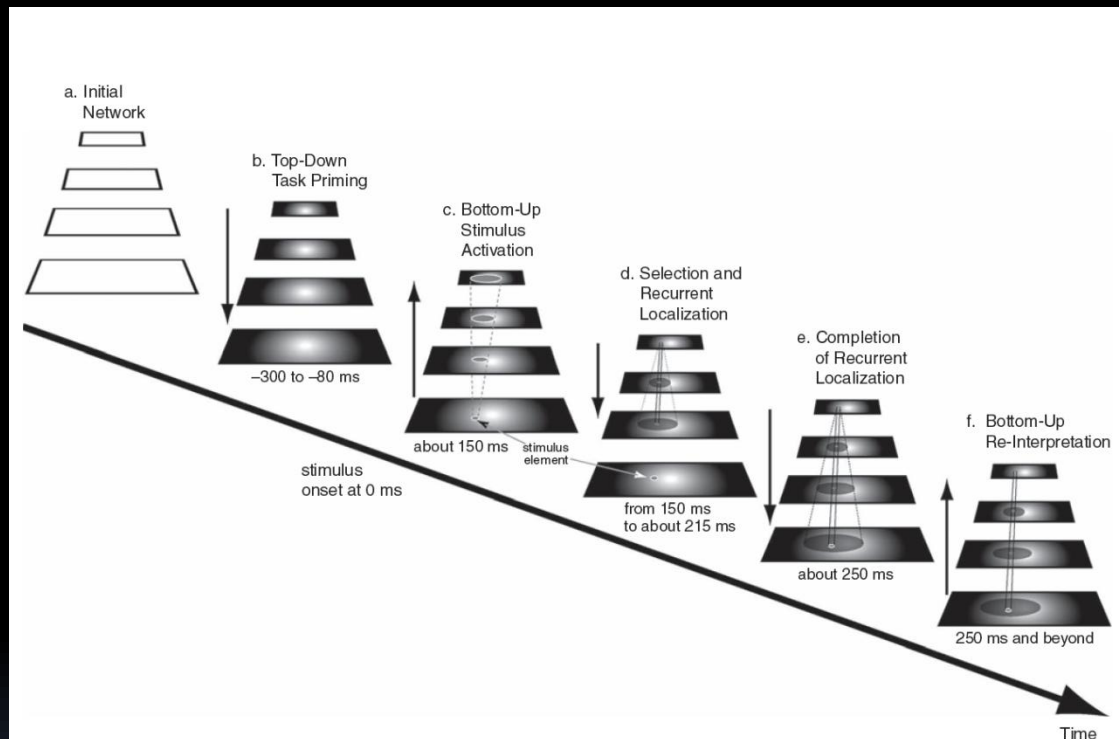 a. Initial
Network
b. Top-Down
Task Priming
–300 to –80 ms
c. Bottom-Up
Stimulus
Activation
about 150 ms
stimulus
element
d. Selection and
Recurrent
Localization
from 150 ms
to about 215 ms
e. Completion
of Recurrent
Localization
about 250 ms
f. Bottom-Up
Re-Interpretation
250 ms and beyond
stimulus
onset at 0 ms
Time